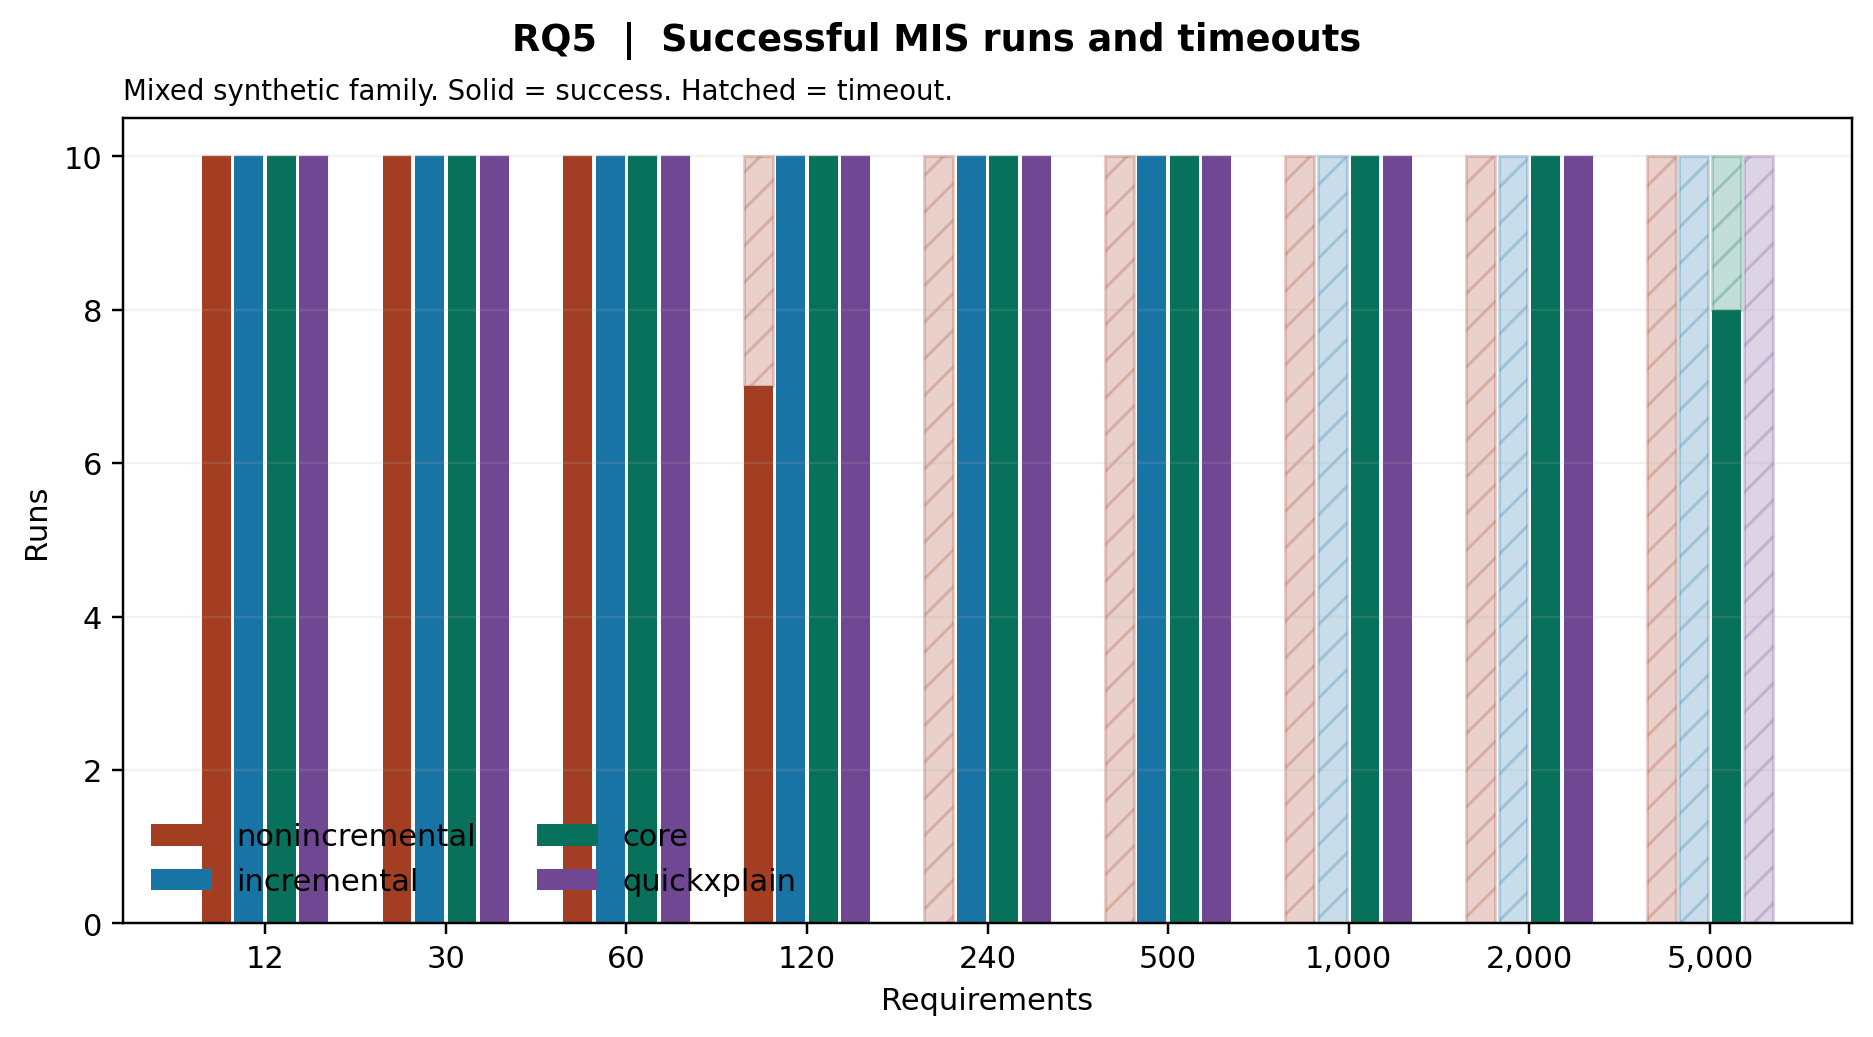 RQ5 | Successful MIS runs and timeouts
Mixed synthetic family. Solid = success. Hatched = timeout.
10
8
6
4
2
0
Runs
nonincremental
incremental
core
quickxplain
12 30 60 120 240 500 1,000 2,000 5,000
Requirements